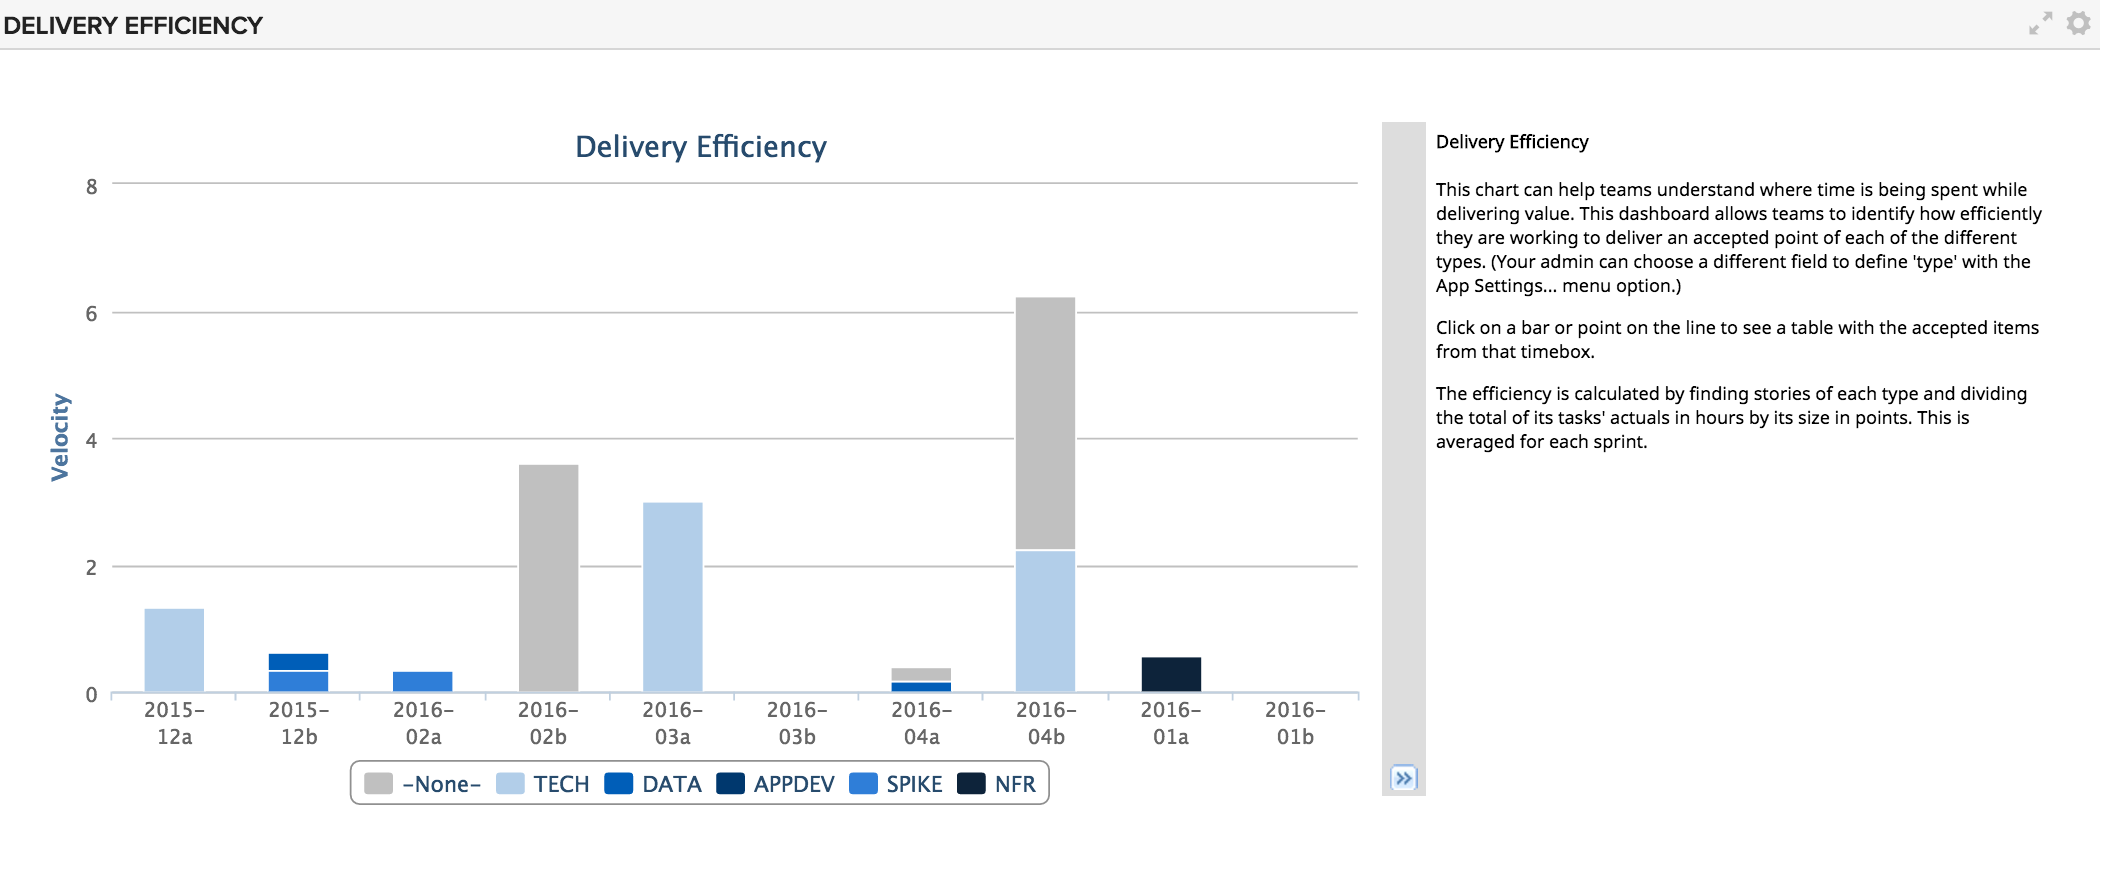 DELIVERY EFFICIENCY
Delivery Efficiency
8
6
4
2
0
Velocity
2015-
12a
2015-
12b
2016-
02a
2016-
02b
2016-
03a
2016-
03b
2016-
04a
2016-
04b
2016-
01a
2016-
01b
-None- TECH DATA APPDEV SPIKE NFR
Delivery Efficiency
This chart can help teams understand where time is being spent while
delivering value. This dashboard allows teams to identify how efficiently
they are working to deliver an accepted point of each of the different
types. (Your admin can choose a different field to define 'type' with the
App Settings... menu option.)
Click on a bar or point on the line to see a table with the accepted items
from that timebox.
The efficiency is calculated by finding stories of each type and dividing
the total of its tasks' actuals in hours by its size in points. This is
averaged for each sprint.